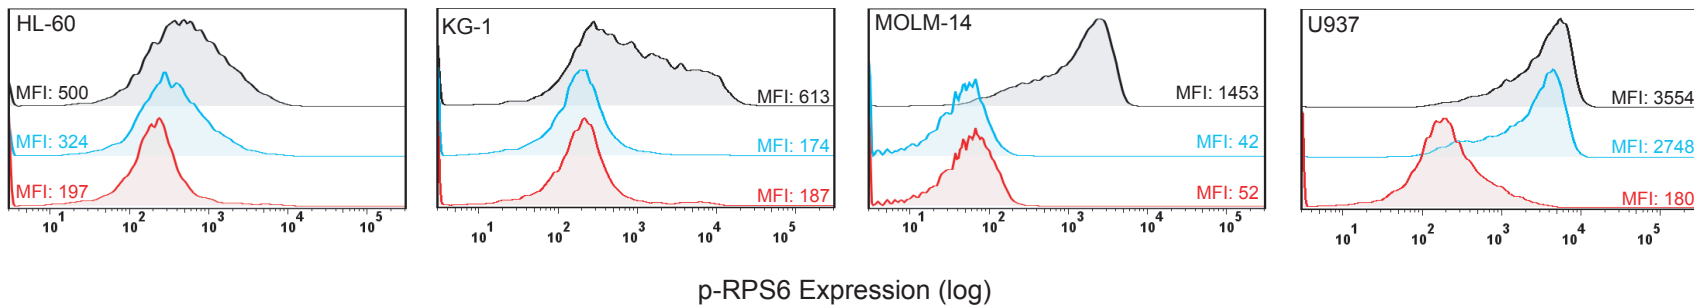 HL-60
MFI: 500
MFI: 324
MFI: 197
10^1 10^2 10^3 10^4 10^5
KG-1
MFI: 613
MFI: 174
MFI: 187
10^1 10^2 10^3 10^4 10^5
MOLM-14
MFI: 1453
MFI: 42
MFI: 52
10^1 10^2 10^3 10^4 10^5
U937
MFI: 3554
MFI: 2748
MFI: 180
10^1 10^2 10^3 10^4 10^5
p-RPS6 Expression (log)